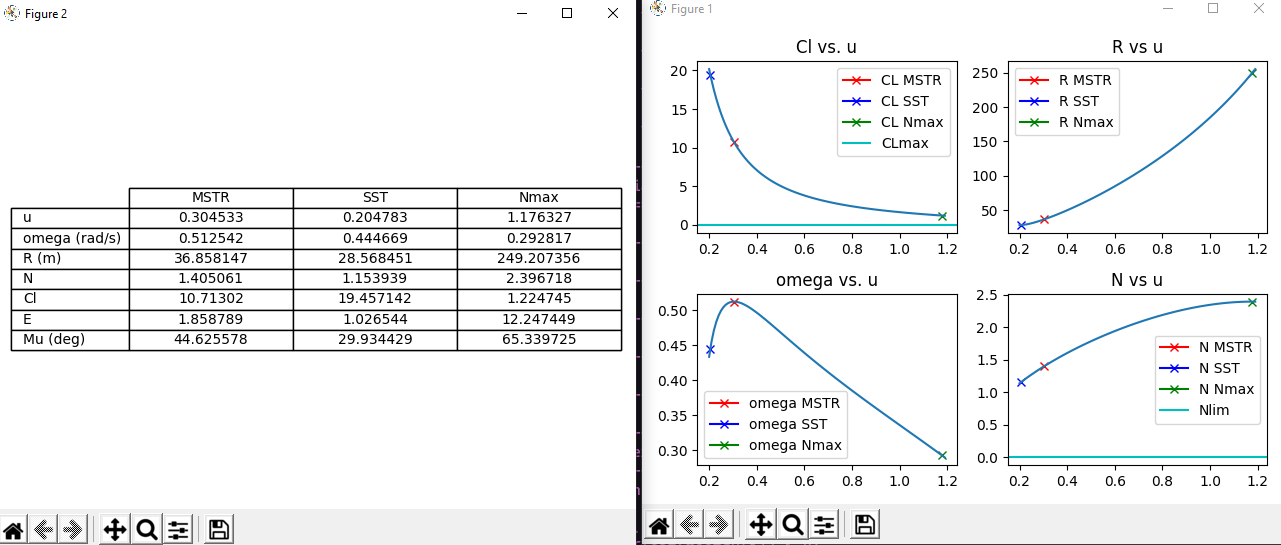 Figure 2
MSTR SST Nmax
u 0.304533 0.204783 1.176327
omega (rad/s) 0.512542 0.444669 0.292817
R (m) 36.858147 28.568451 249.207356
N 1.405061 1.153939 2.396718
Cl 10.71302 19.457142 1.224745
E 1.858789 1.026544 12.247449
Mu (deg) 44.625578 29.934429 65.339725
Figure 1
Cl vs. u
20
15
10
5
0
0.2 0.4 0.6 0.8 1.0 1.2
CL MSTR
CL SST
CL Nmax
CLmax
R vs u
250
200
150
100
50
0.2 0.4 0.6 0.8 1.0 1.2
R MSTR
R SST
R Nmax
omega vs. u
0.50
0.45
0.40
0.35
0.30
0.2 0.4 0.6 0.8 1.0 1.2
omega MSTR
omega SST
omega Nmax
N vs u
2.5
2.0
1.5
1.0
0.5
0.0
0.2 0.4 0.6 0.8 1.0 1.2
N MSTR
N SST
N Nmax
Nlim